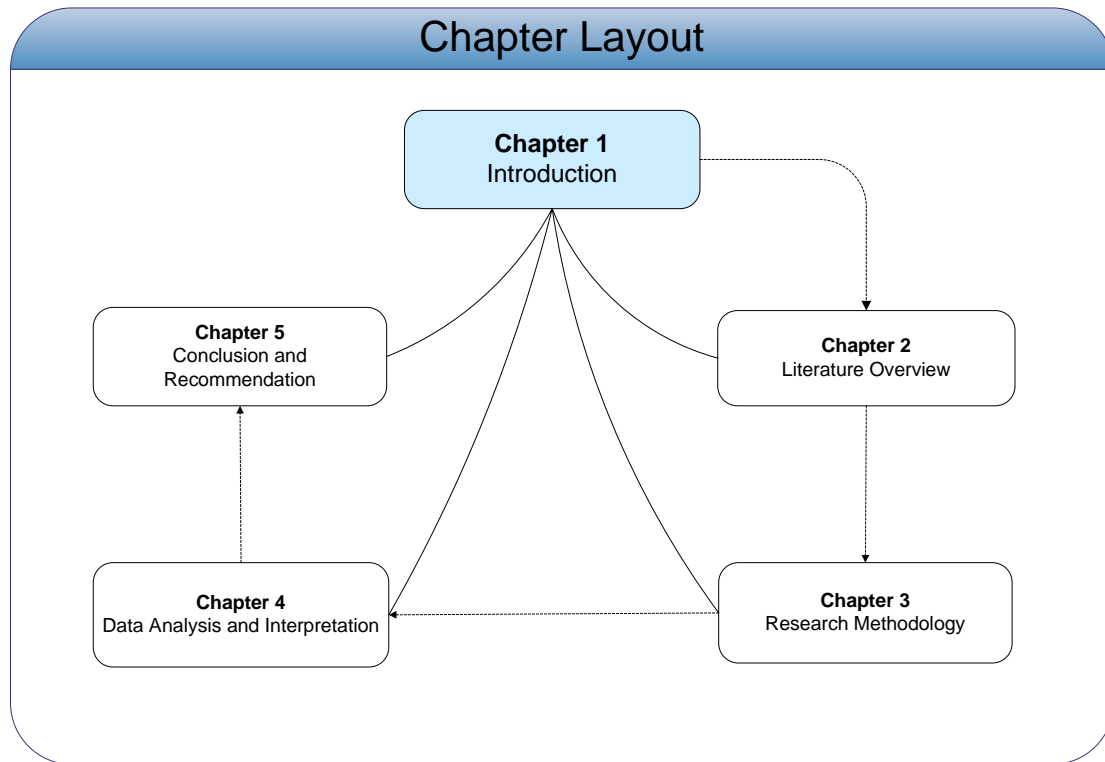 Chapter Layout
Chapter 1
Introduction
Chapter 5
Conclusion and
Recommendation
Chapter 2
Literature Overview
Chapter 4
Data Analysis and Interpretation
Chapter 3
Research Methodology